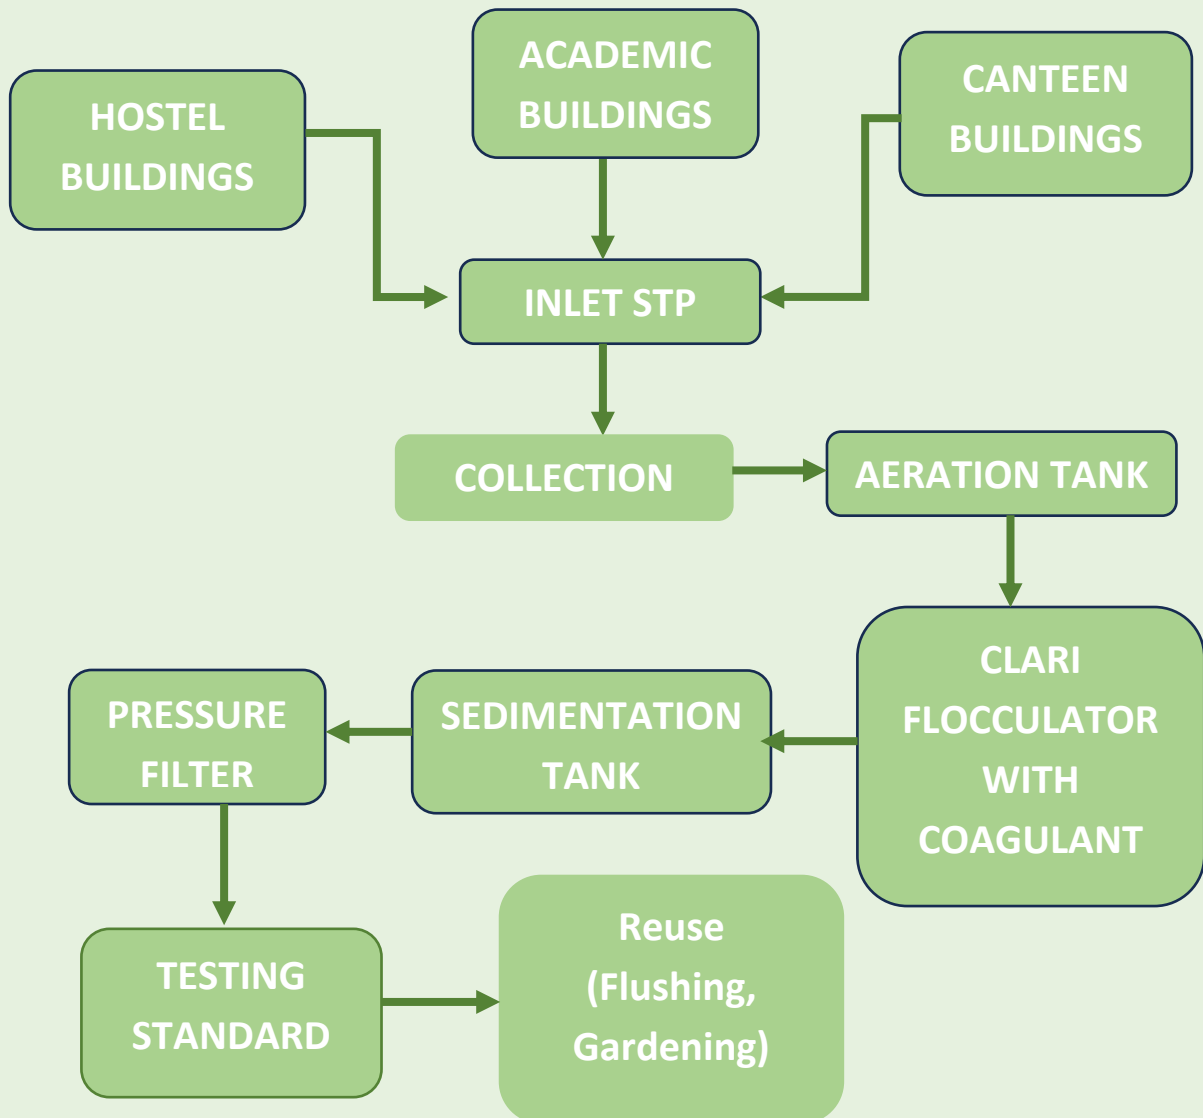 HOSTEL
BUILDINGS
ACADEMIC
BUILDINGS
CANTEEN
BUILDINGS
INLET STP
COLLECTION
AERATION TANK
CLARI
FLOCCULATOR
WITH
COAGULANT
SEDIMENTATION
TANK
PRESSURE
FILTER
TESTING
STANDARD
Reuse
(Flushing,
Gardening)